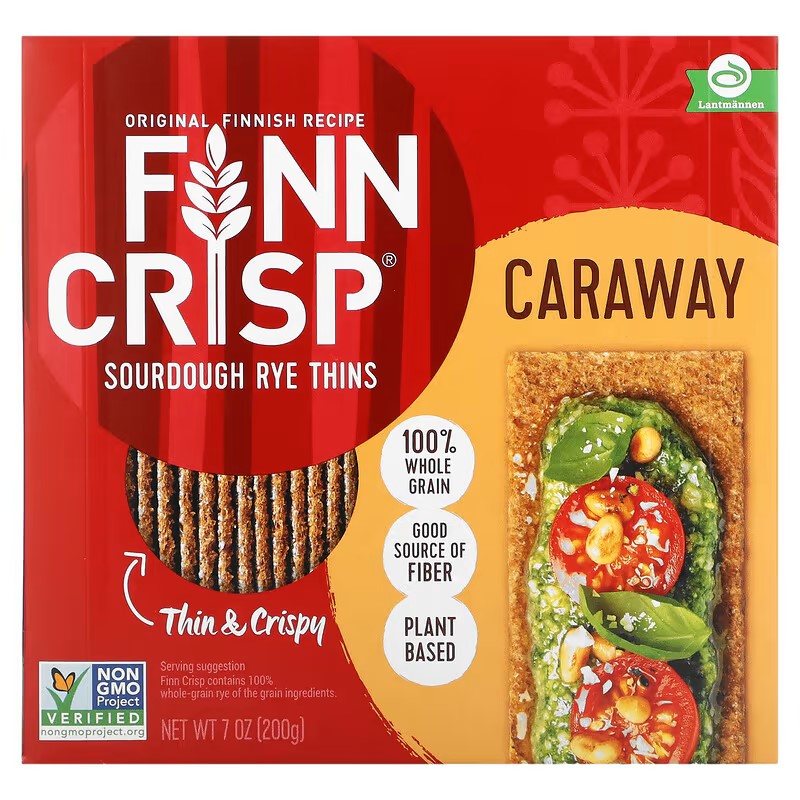 Lantmännen
ORIGINAL FINNISH RECIPE
FINN
CRISP®
SOURDOUGH RYE THINS
CARAWAY
100%
WHOLE
GRAIN
GOOD
SOURCE OF
FIBER
PLANT
BASED
Thin & Crispy
NON
GMO
Project
VERIFIED
nongmoproject.org
Serving suggestion
Finn Crisp contains 100%
whole-grain rye of the grain ingredients.
NET WT 7 OZ (200g)